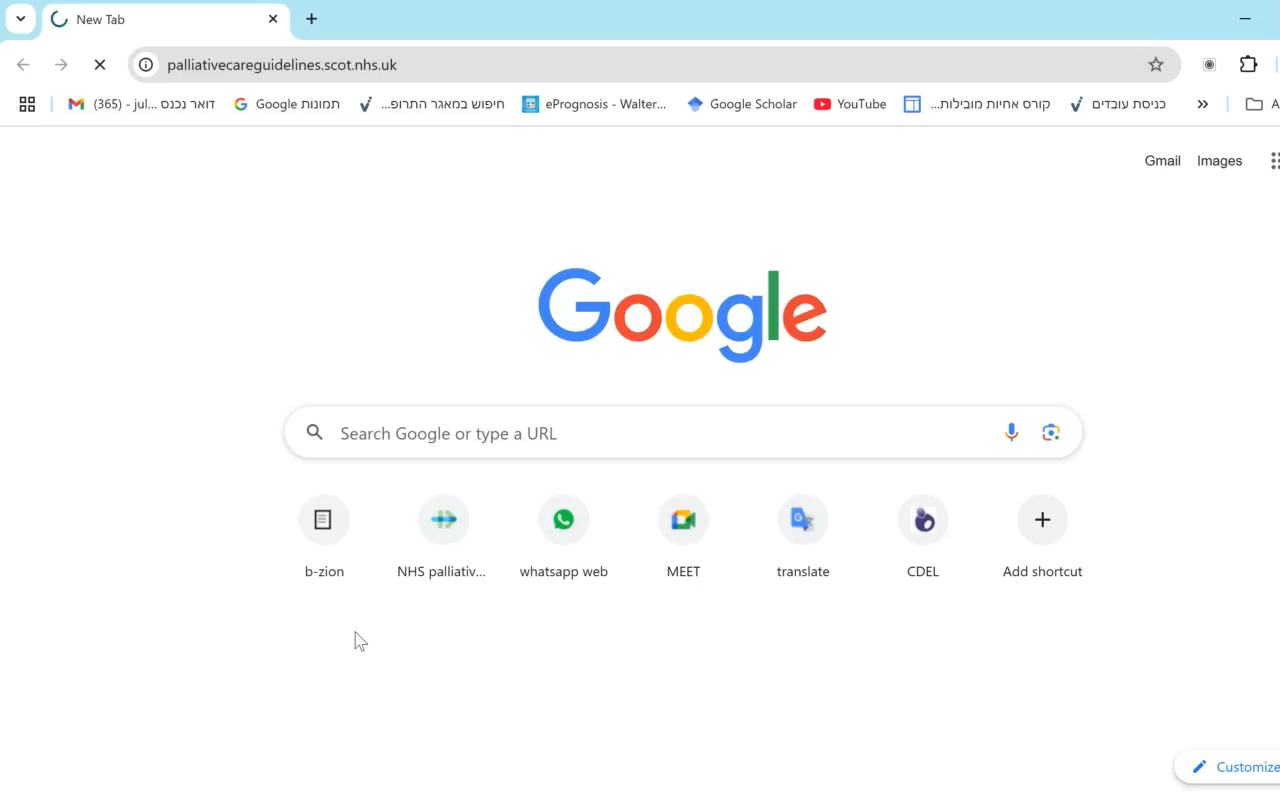 New Tab
palliativecareguidelines.scot.nhs.uk
דואר נכנס (365) - jul...
תמונות Google
חיפוש במאגר התרופ...
ePrognosis - Walter...
Google Scholar
YouTube
קורס אחיות מובילות...
כניסת עובדים
A
Gmail
Images
Google
Search Google or type a URL
b-zion
NHS palliativ...
whatsapp web
MEET
translate
CDEL
Add shortcut
Customize